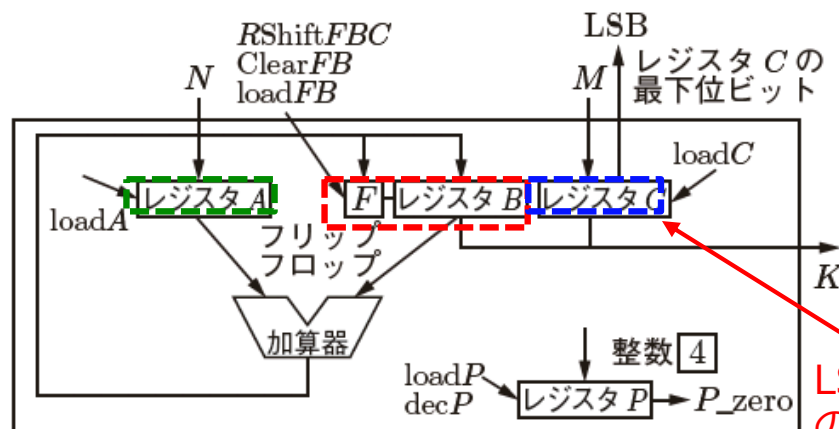 RShiftFBC
ClearFB
loadFB
N
M
LSB
レジスタ C の
最下位ビット
loadA
レジスタ A
F
レジスタ B
レジスタ C
loadC
フリップ
フロップ
加算器
K
整数 4
loadP
decP
レジスタ P
P_zero
LS
の